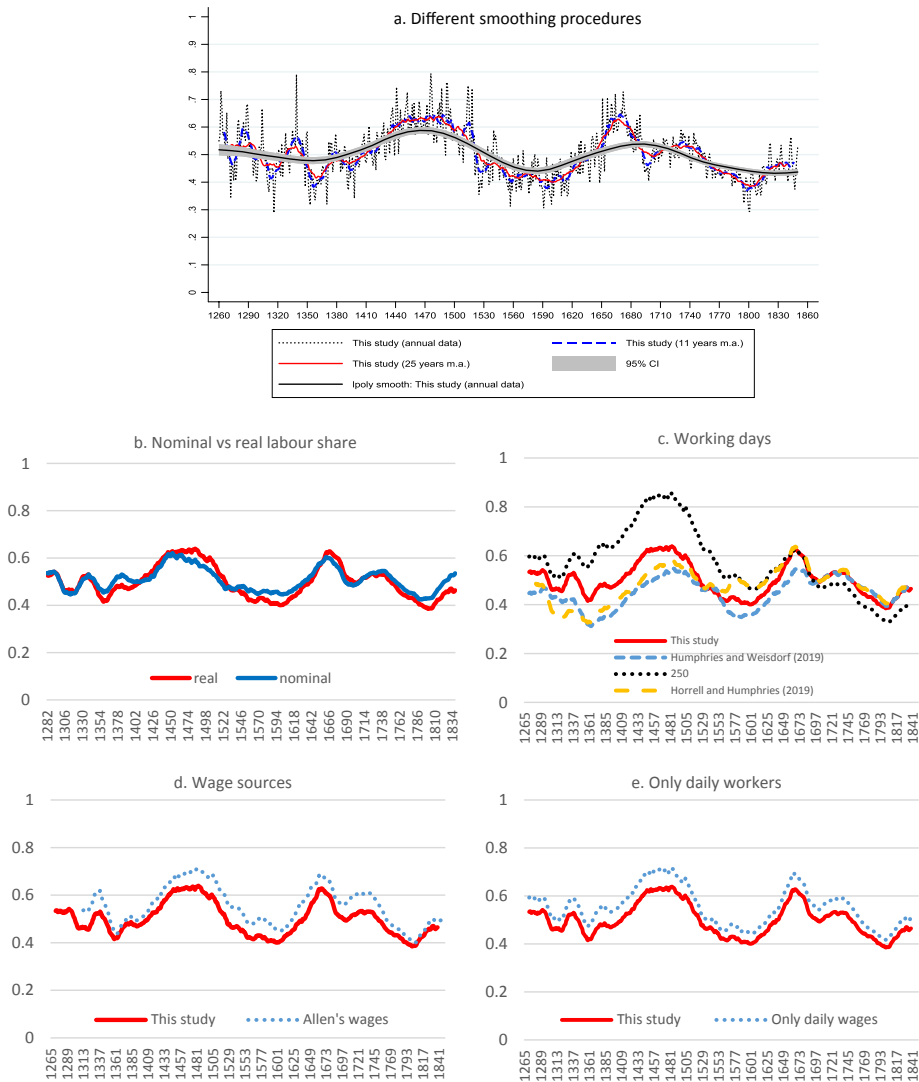 a. Different smoothing procedures
1
.9
.8
.7
.6
.5
.4
.3
.2
.1
0
1260 1290 1320 1350 1380 1410 1440 1470 1500 1530 1560 1590 1620 1650 1680 1710 1740 1770 1800 1830 1860
This study (annual data) This study (11 years m.a.)
This study (25 years m.a.) 95% CI
lpoly smooth: This study (annual data)
b. Nominal vs real labour share
1
0.8
0.6
0.4
0.2
0
real nominal
1282 1306 1330 1354 1378 1402 1426 1450 1474 1498 1522 1546 1570 1594 1618 1642 1666 1690 1714 1738 1762 1786 1810 1834
c. Working days
1
0.8
0.6
0.4
0.2
0
This study
Humphries and Weisdorf (2019)
250
Horrell and Humphries (2019)
1265 1289 1313 1337 1361 1385 1409 1433 1457 1481 1505 1529 1553 1577 1601 1625 1649 1673 1697 1721 1745 1769 1793 1817 1841
d. Wage sources
1
0.8
0.6
0.4
0.2
0
This study Allen's wages
1265 1289 1313 1337 1361 1385 1409 1433 1457 1481 1505 1529 1553 1577 1601 1625 1649 1673 1697 1721 1745 1769 1793 1817 1841
e. Only daily workers
1
0.8
0.6
0.4
0.2
0
This study Only daily wages
1265 1289 1313 1337 1361 1385 1409 1433 1457 1481 1505 1529 1553 1577 1601 1625 1649 1673 1697 1721 1745 1769 1793 1817 1841